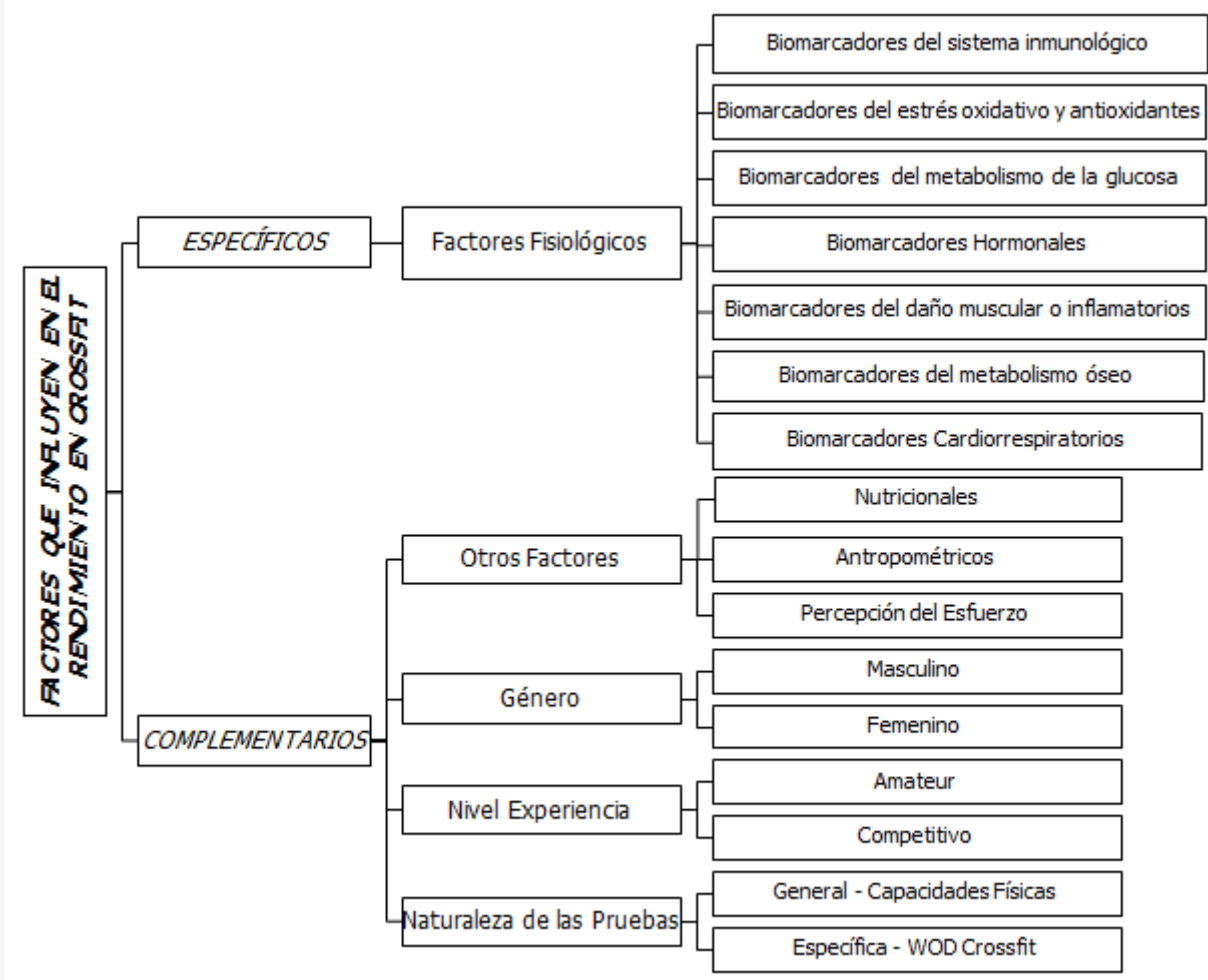 FACTORES QUE INFLUYEN EN EL
RENDIMIENTO EN CROSSFIT
ESPECÍFICOS
Factores Fisiológicos
Biomarcadores del sistema inmunológico
Biomarcadores del estrés oxidativo y antioxidantes
Biomarcadores del metabolismo de la glucosa
Biomarcadores Hormonales
Biomarcadores del daño muscular o inflamatorios
Biomarcadores del metabolismo óseo
Biomarcadores Cardiorrespiratorios
COMPLEMENTARIOS
Otros Factores
Nutricionales
Antropométricos
Percepción del Esfuerzo
Género
Masculino
Femenino
Nivel Experiencia
Amateur
Competitivo
Naturaleza de las Pruebas
General - Capacidades Físicas
Específica - WOD Crossfit